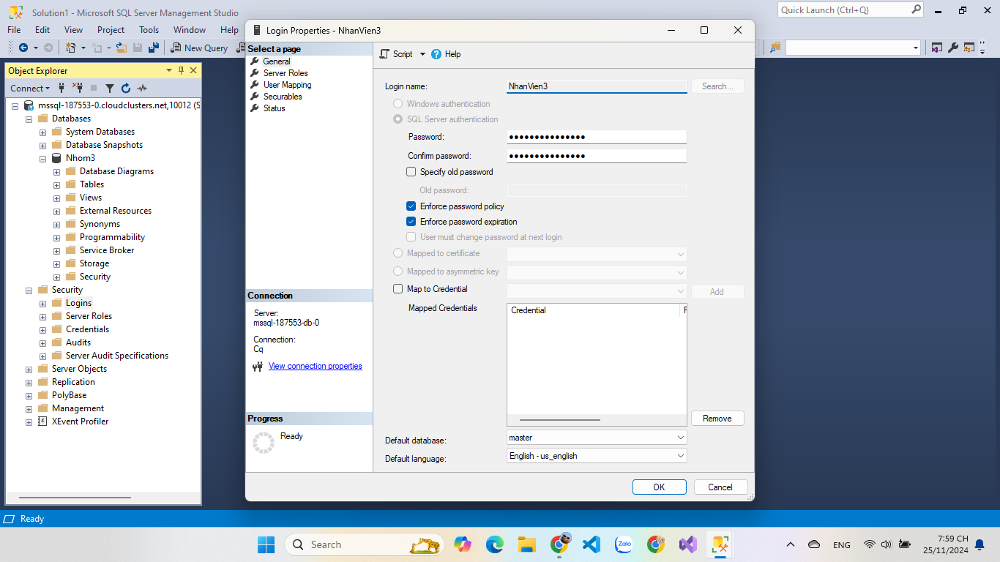 Solution1 - Microsoft SQL Server Management Studio
Quick Launch (Ctrl+Q)
File Edit View Project Tools Window Help
New Query
Object Explorer
Connect
mssql-187553-0.cloudclusters.net,10012 (S
Databases
System Databases
Database Snapshots
Nhom3
Database Diagrams
Tables
Views
External Resources
Synonyms
Programmability
Service Broker
Storage
Security
Security
Logins
Server Roles
Credentials
Audits
Server Audit Specifications
Server Objects
Replication
PolyBase
Management
XEvent Profiler
Login Properties - NhanVien3
Select a page
General
Server Roles
User Mapping
Securables
Status
Connection
Server:
mssql-187553-db-0
Connection:
Cq
View connection properties
Progress
Ready
Script Help
Login name: NhanVien3 Search...
Windows authentication
SQL Server authentication
Password: ●●●●●●●●●●●●●●●
Confirm password: ●●●●●●●●●●●●●●●
Specify old password
Old password:
Enforce password policy
Enforce password expiration
User must change password at next login
Mapped to certificate
Mapped to asymmetric key
Map to Credential Add
Mapped Credentials Credential
Remove
Default database: master
Default language: English - us_english
OK Cancel
Ready
Search
Zalo
ENG
7:59 CH
25/11/2024